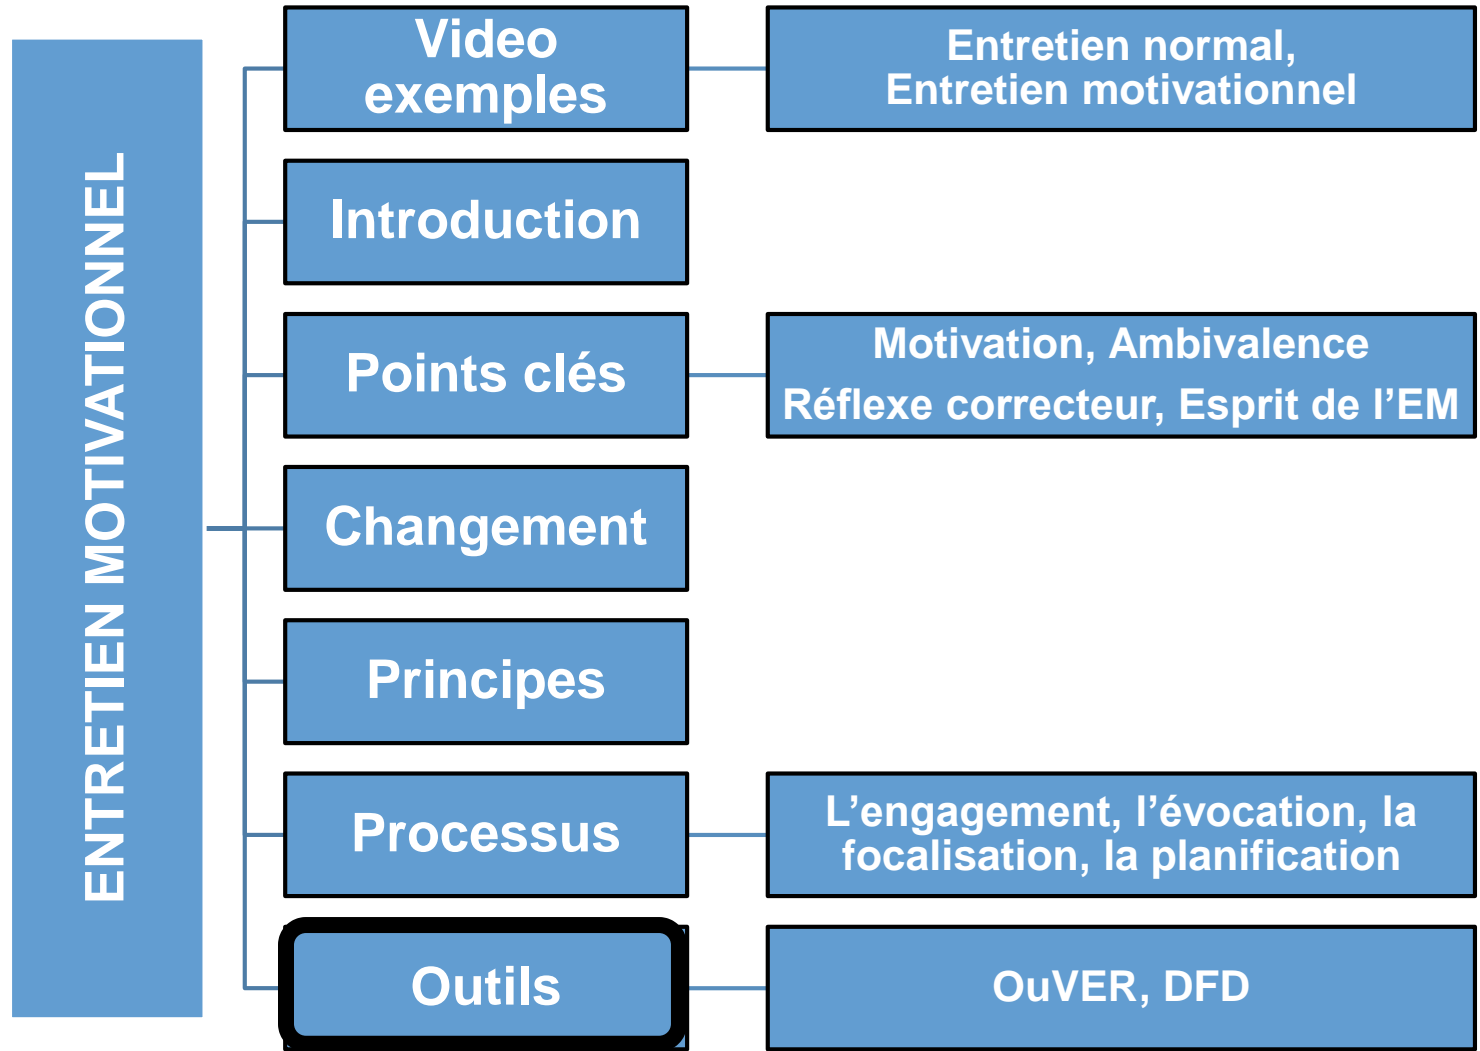 ENTRETIEN MOTIVATIONNEL
Video
exemples
Entretien normal,
Entretien motivationnel
Introduction
Points clés
Motivation, Ambivalence
Réflexe correcteur, Esprit de l’EM
Changement
Principes
Processus
L’engagement, l’évocation, la
focalisation, la planification
Outils
OuVER, DFD